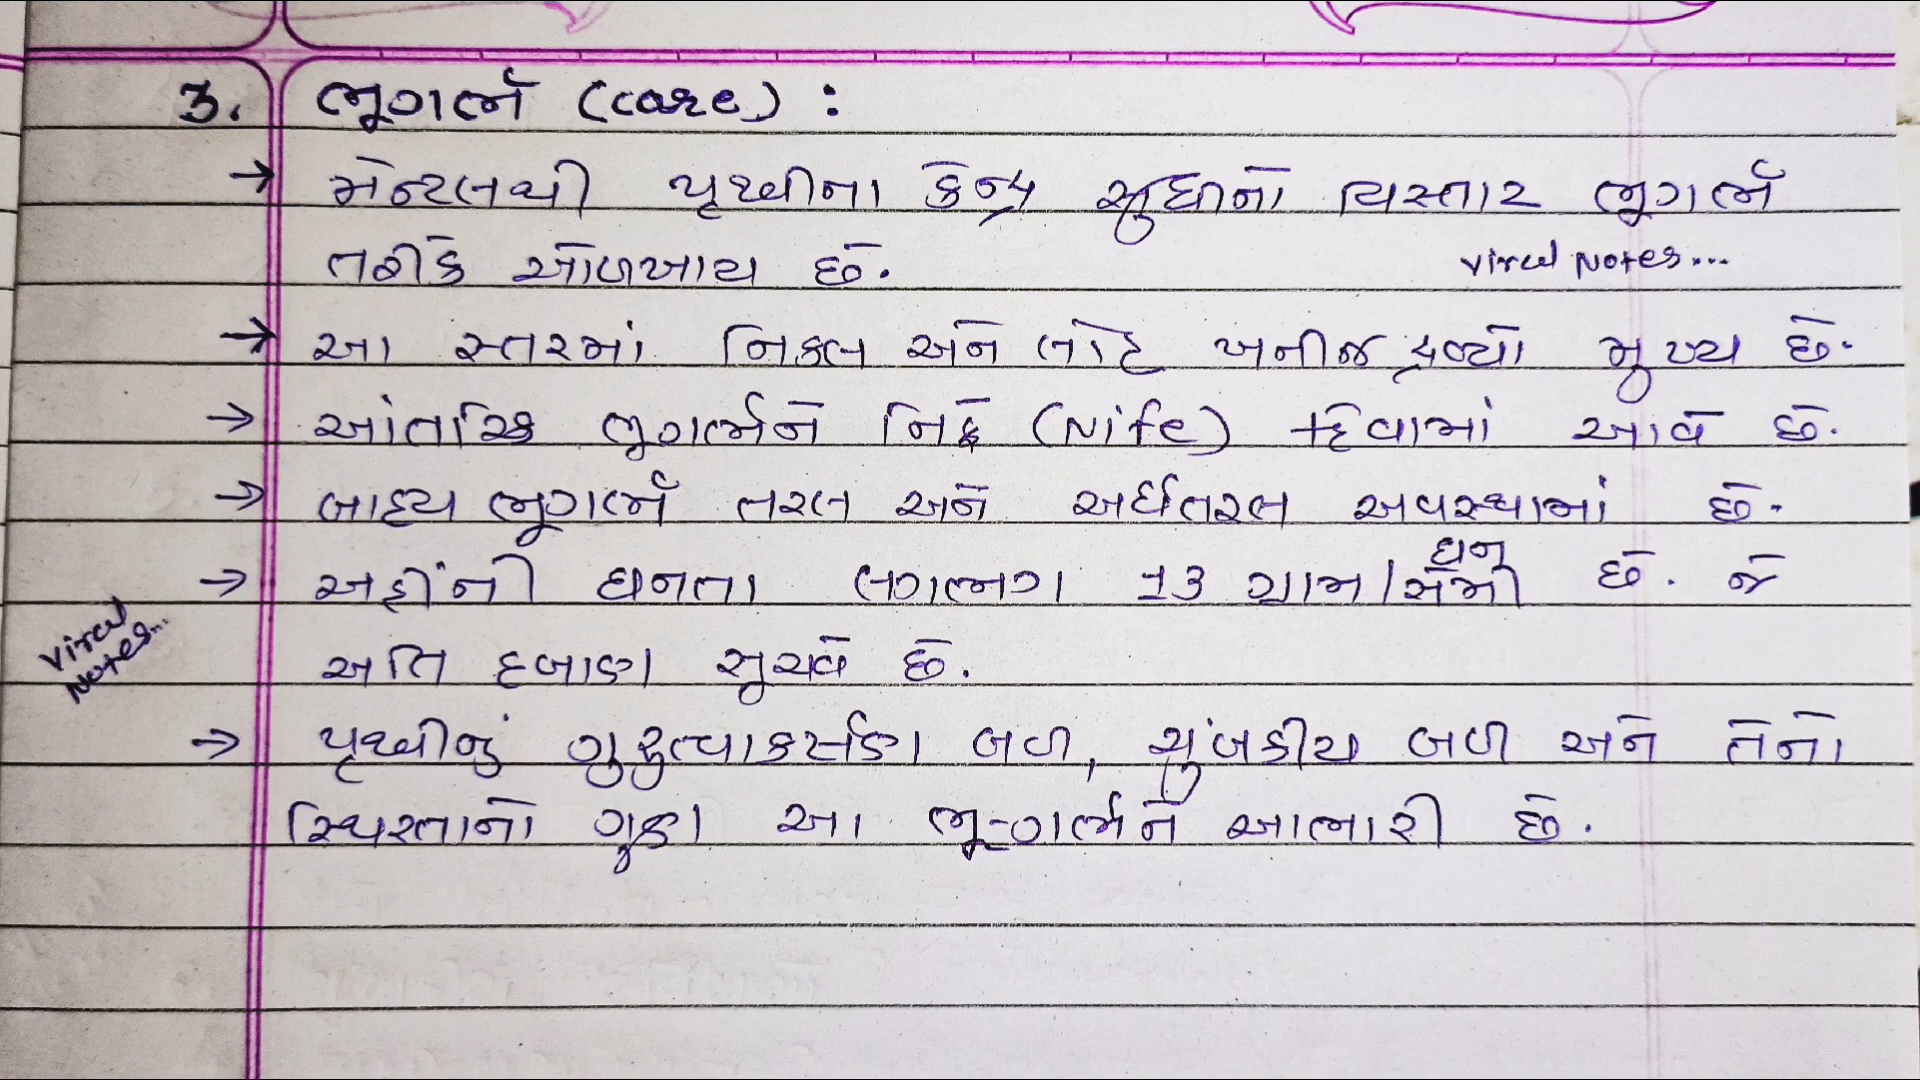 3. ભૂગર્ભ (core) :
→ મેન્ટલથી પૃથ્વીના કેન્દ્ર સુધીનો વિસ્તાર ભૂગર્ભ
તરીકે ઓળખાય છે.
Viral Notes...
→ આ સ્તરમાં નિકલ અને લોહ ખનીજ દ્રવ્યો મુખ્ય છે.
→ આંતરિક ભૂગર્ભને નિફે (Nife) કહેવામાં આવે છે.
→ બાહ્ય ભૂગર્ભ તરલ અને અર્ધતરલ અવસ્થામાં છે.
→ અહીંની ઘનતા લગભગ 13 ગ્રામ/ઘન સેમી છે. જે
અતિ દબાણ સૂચવે છે.
Viral
Notes...
→ પૃથ્વીનું ગુરુત્વાકર્સણ બળ, ચુંબકીય બળ અને તેનો
સ્થિરતાનો ગુણ આ ભૂ-ગર્ભને આભારી છે.